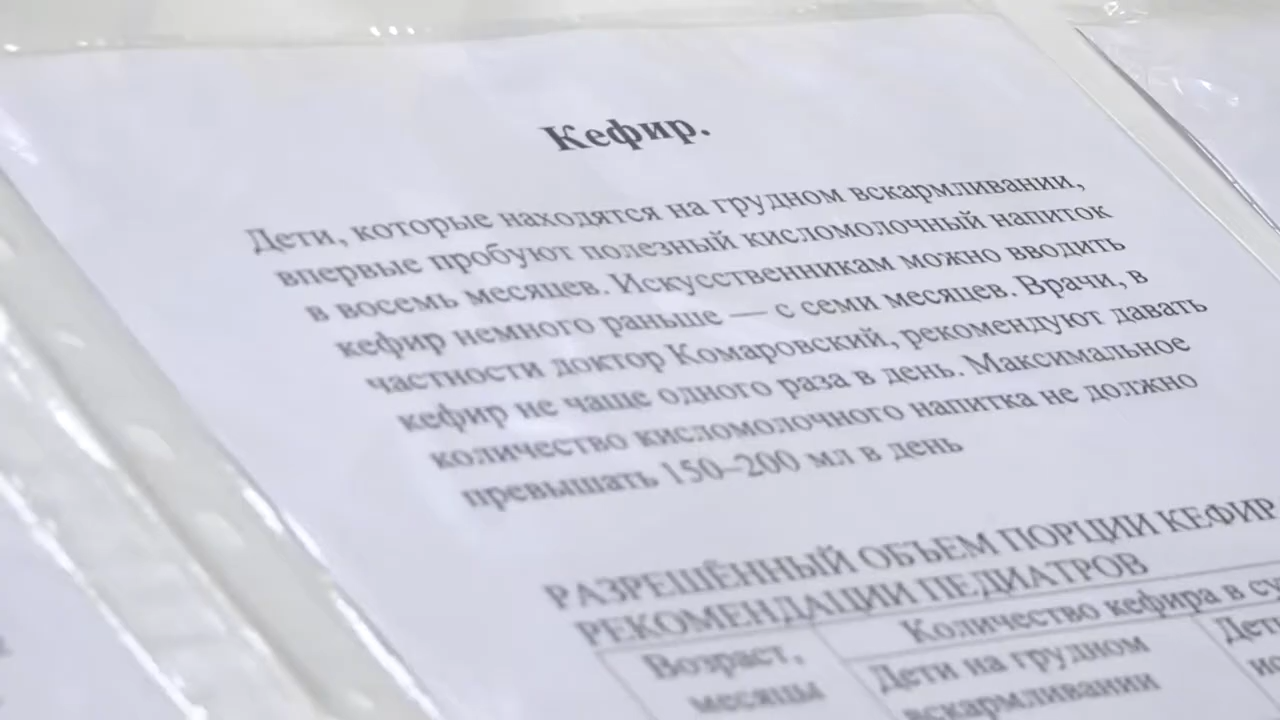 Кефир.
Дети, которые находятся на грудном вскармливании,
впервые пробуют полезный кисломолочный напиток
в восемь месяцев. Искусственникам можно вводить
кефир немного раньше — с семи месяцев. Врачи, в
частности доктор Комаровский, рекомендуют давать
кефир не чаще одного раза в день. Максимальное
количество кисломолочного напитка не должно
превышать 150–200 мл в день
РАЗРЕШЁННЫЙ ОБЪЕМ ПОРЦИИ КЕФИР
РЕКОМЕНДАЦИИ ПЕДИАТРОВ
Возраст,
месяцы
Количество кефира в су
Дети на грудном
вскармливании